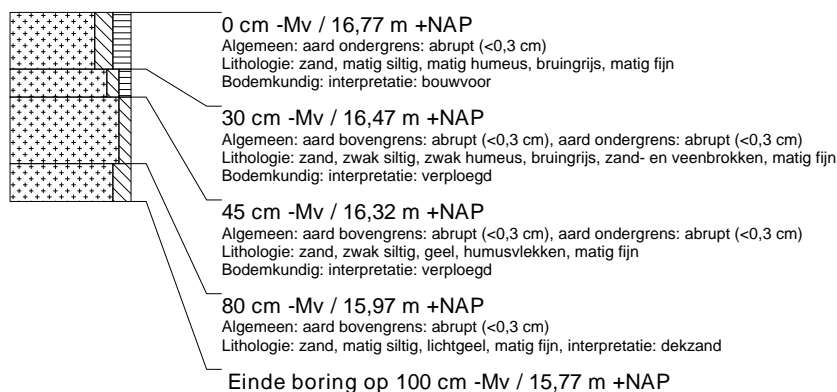 0 cm -Mv / 16,77 m +NAP
Algemeen: aard ondergrens: abrupt (<0,3 cm)
Lithologie: zand, matig siltig, matig humeus, bruingrijs, matig fijn
Bodemkundig: interpretatie: bouwvoor
30 cm -Mv / 16,47 m +NAP
Algemeen: aard bovengrens: abrupt (<0,3 cm), aard ondergrens: abrupt (<0,3 cm)
Lithologie: zand, zwak siltig, zwak humeus, bruingrijs, zand- en veenbrokken, matig fijn
Bodemkundig: interpretatie: verploegd
45 cm -Mv / 16,32 m +NAP
Algemeen: aard bovengrens: abrupt (<0,3 cm), aard ondergrens: abrupt (<0,3 cm)
Lithologie: zand, zwak siltig, geel, humusvlekken, matig fijn
Bodemkundig: interpretatie: verploegd
80 cm -Mv / 15,97 m +NAP
Algemeen: aard bovengrens: abrupt (<0,3 cm)
Lithologie: zand, matig siltig, lichtgeel, matig fijn, interpretatie: dekzand
Einde boring op 100 cm -Mv / 15,77 m +NAP